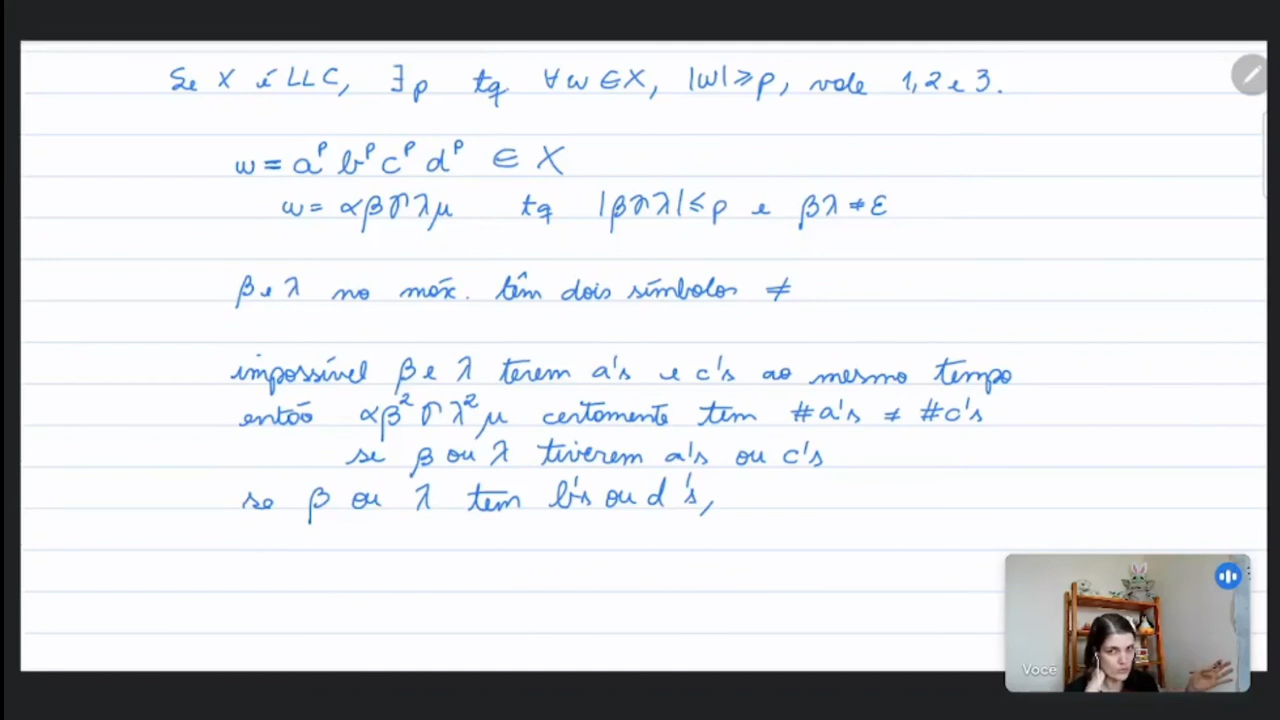 Se X é LLC, ∃p tq ∀w ∈ X, |w| ≥ p, vale 1, 2 e 3.
w = a^p b^p c^p d^p ∈ X
w = αβγλμ tq |βγλ| ≤ p e βλ ≠ ε
β e λ no máx. têm dois símbolos ≠
impossível β e λ terem a's e c's ao mesmo tempo
então αβ²γλ²μ certamente tem #a's ≠ #c's
se β ou λ tiverem a's ou c's
se β ou λ tem b's ou d's,
Você